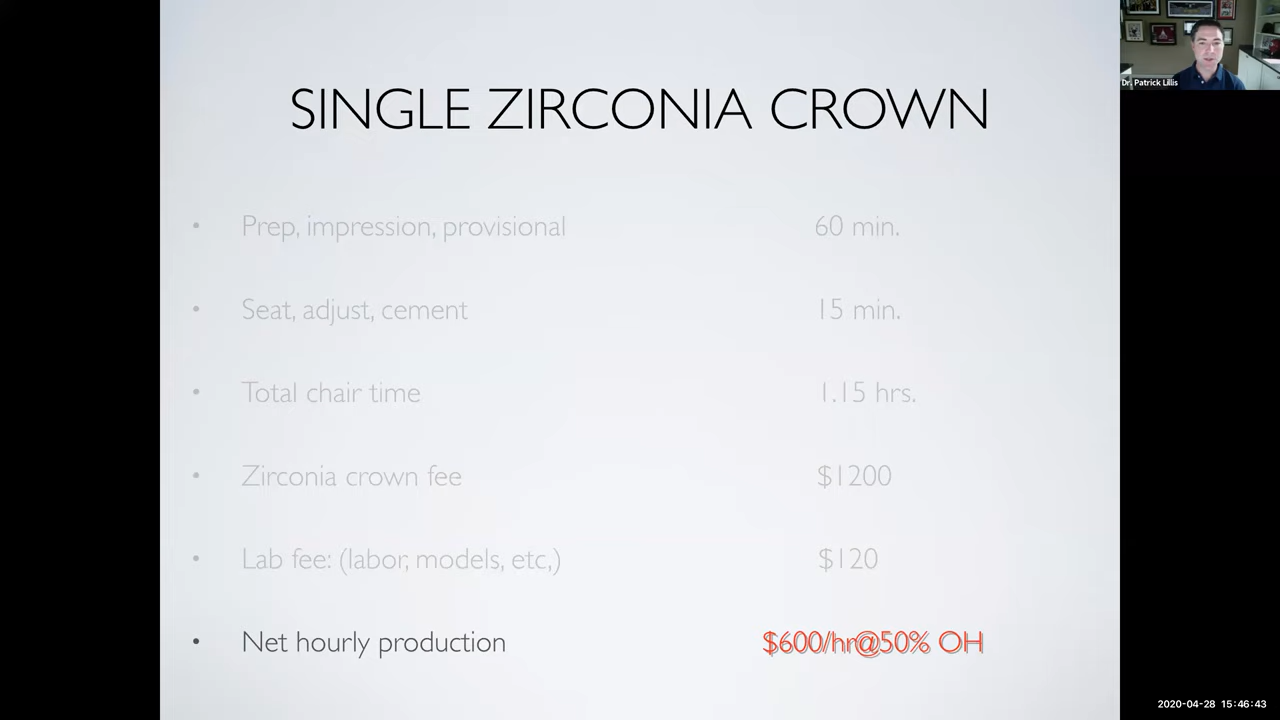 SINGLE ZIRCONIA CROWN
Dr. Patrick Lillis
• Prep, impression, provisional 60 min.
• Seat, adjust, cement 15 min.
• Total chair time 1.15 hrs.
• Zirconia crown fee $1200
• Lab fee: (labor, models, etc,) $120
• Net hourly production $600/hr@50% OH
2020-04-28 15:46:43